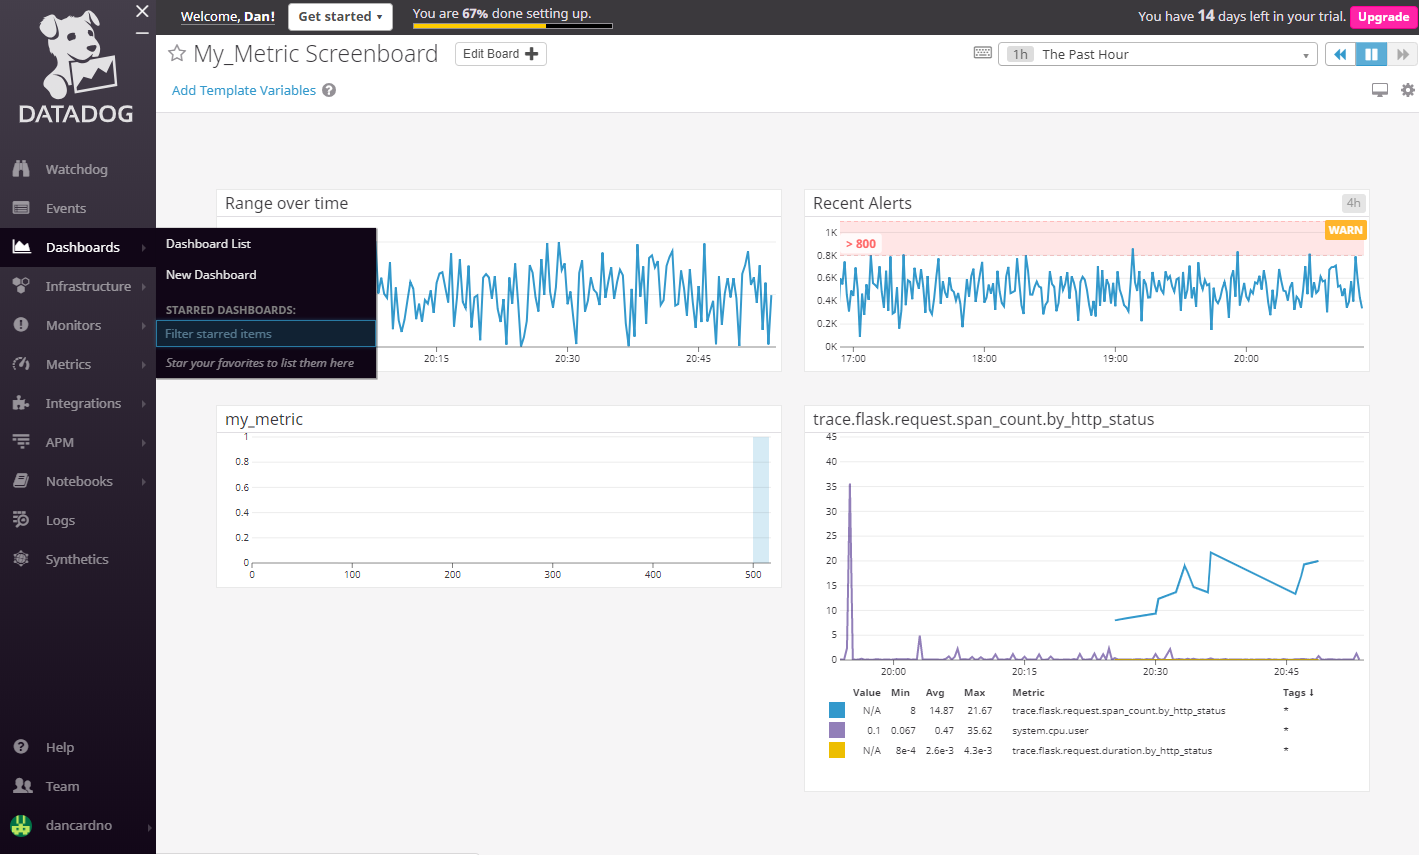 DATADOG
Welcome, Dan!
Get started
You are 67% done setting up.
You have 14 days left in your trial.
Upgrade
My_Metric Screenboard
Edit Board
1h The Past Hour
Add Template Variables ?
Watchdog
Events
Dashboards
Infrastructure
Monitors
Metrics
Integrations
APM
Notebooks
Logs
Synthetics
Help
Team
dancardno
Dashboard List
New Dashboard
STARRED DASHBOARDS:
Filter starred items
Star your favorites to list them here
Range over time
20:15 20:30 20:45
Recent Alerts 4h
WARN
> 800
1K
0.8K
0.6K
0.4K
0.2K
0K
17:00 18:00 19:00 20:00
my_metric
1
0.8
0.6
0.4
0.2
0
0 100 200 300 400 500
trace.flask.request.span_count.by_http_status
45
40
35
30
25
20
15
10
5
0
20:00 20:15 20:30 20:45
Value Min Avg Max Metric Tags
N/A 8 14.87 21.67 trace.flask.request.span_count.by_http_status *
0.1 0.067 0.47 35.62 system.cpu.user *
N/A 8e-4 2.6e-3 4.3e-3 trace.flask.request.duration.by_http_status *